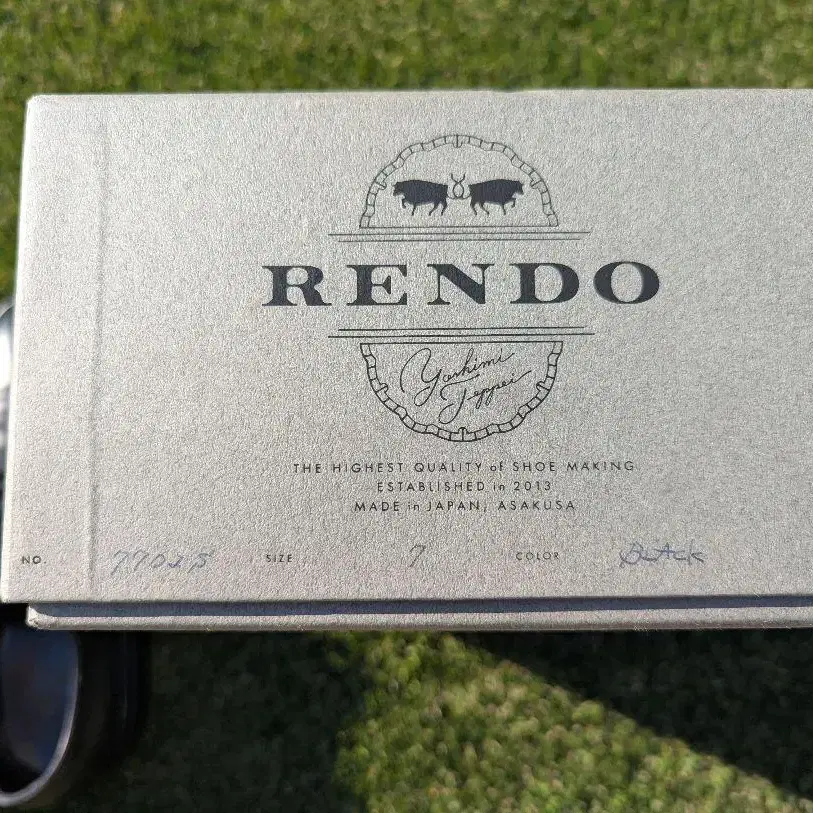 RENDO
Yoshimi
Teppei
THE HIGHEST QUALITY of SHOE MAKING
ESTABLISHED in 2013
MADE in JAPAN, ASAKUSA
NO. SIZE 7 COLOR Black